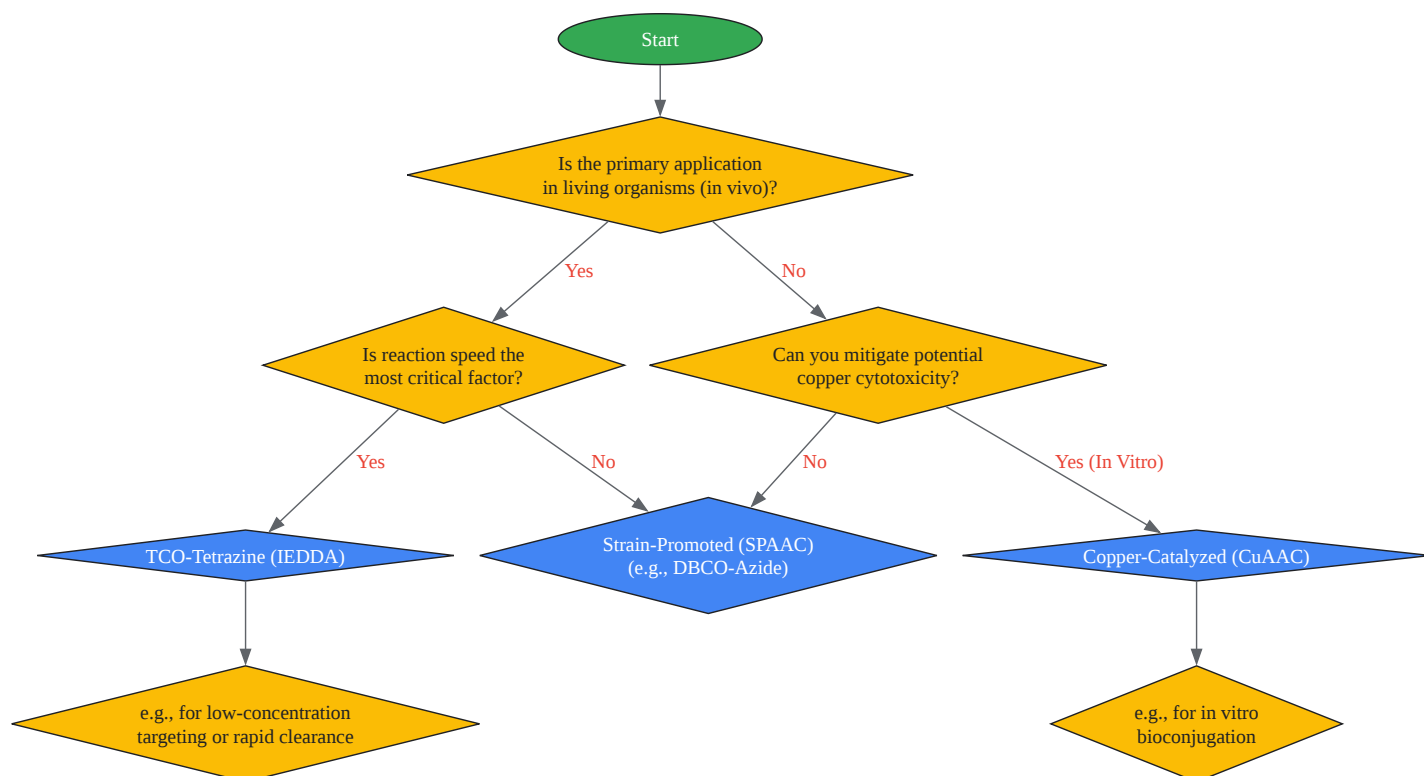 Start
Is the primary application
in living organisms (in vivo)?
Yes
No
Is reaction speed the
most critical factor?
Can you mitigate potential
copper cytotoxicity?
Yes
No
No
Yes (In Vitro)
TCO-Tetrazine (IEDDA)
Strain-Promoted (SPAAC)
(e.g., DBCO-Azide)
Copper-Catalyzed (CuAAC)
e.g., for low-concentration
targeting or rapid clearance
e.g., for in vitro
bioconjugation